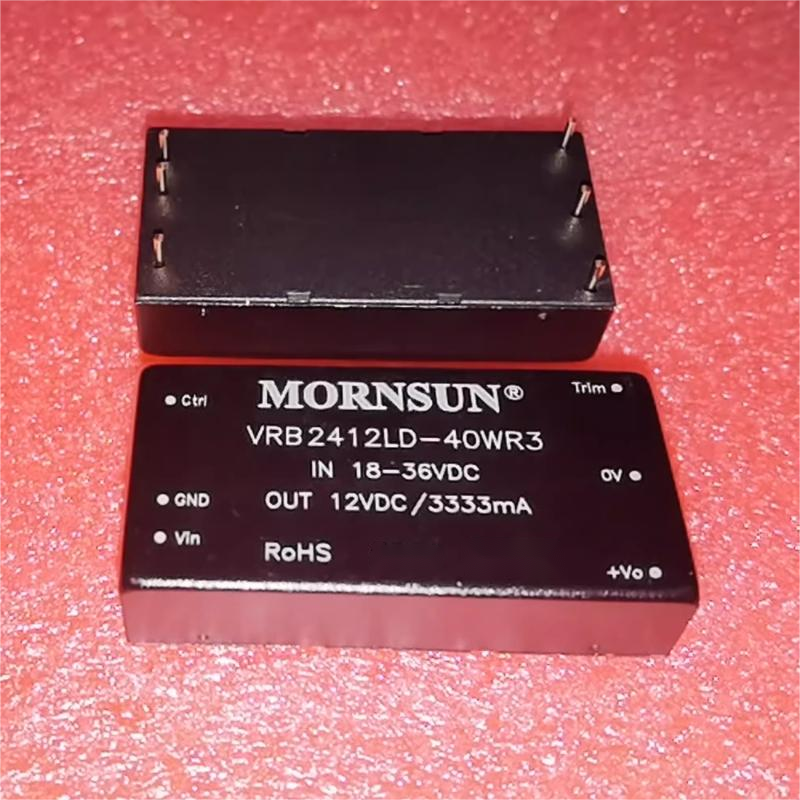 MORNSUN®
Ctrl
Trim
VRB2412LD-40WR3
IN 18-36VDC
0V
GND
OUT 12VDC/3333mA
Vin
RoHS
+Vo